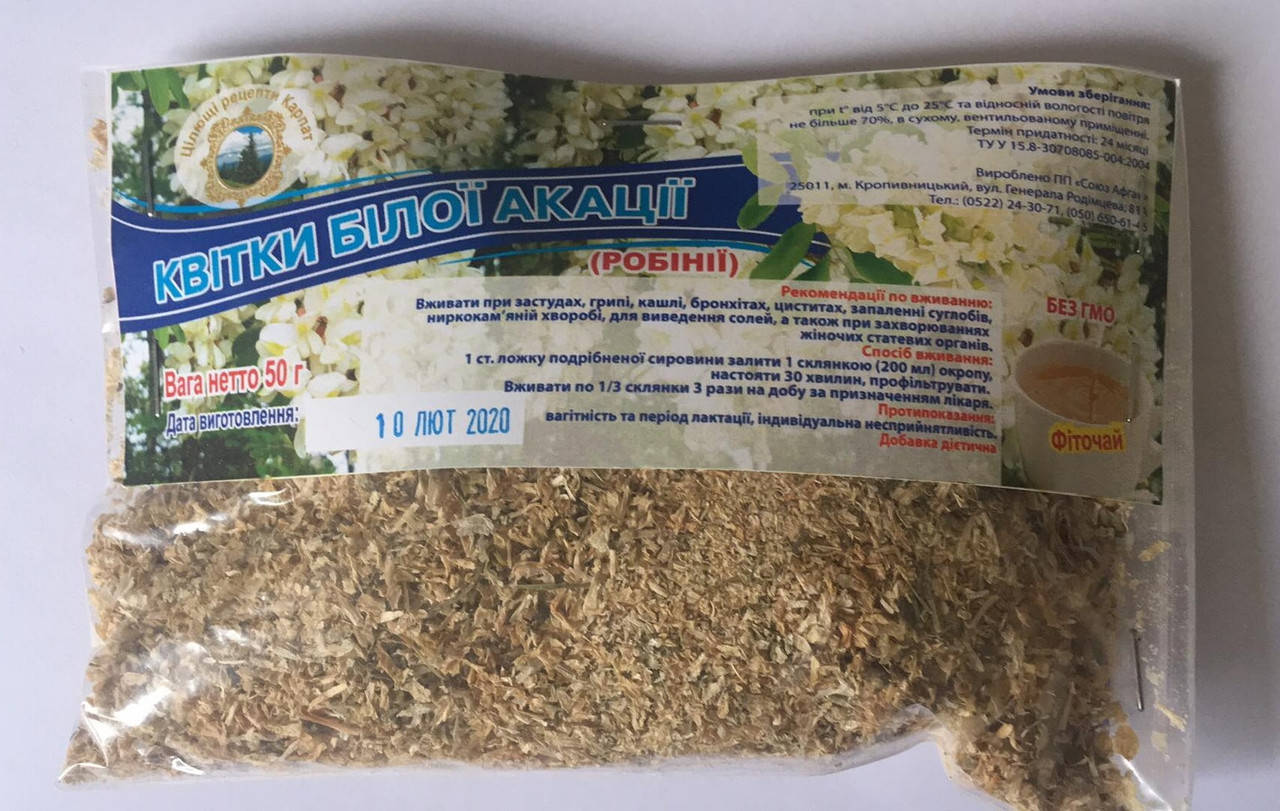 Цілющі рецепти Карпат
КВІТКИ БІЛОЇ АКАЦІЇ
(РОБІНІЇ)
Умови зберігання:
при t° від 5°С до 25°С та відносній вологості повітря
не більше 70%, в сухому, вентильованому приміщенні.
Термін придатності: 24 місяці
ТУ У 15.8-30708085-004:2004
Вироблено ПП «Союз Афган»
25011, м. Кропивницький, вул. Генерала Родімцева, 81
Тел.: (0522) 24-30-71, (050) 650-61-45
Рекомендації по вживанню:
Вживати при застудах, грипі, кашлі, бронхітах, циститах, запаленні суглобів,
ниркокам’яній хворобі, для виведення солей, а також при захворюваннях
жіночих статевих органів.
Спосіб вживання:
1 ст. ложку подрібненої сировини залити 1 склянкою (200 мл) окропу,
настояти 30 хвилин, профільтрувати.
Вживати по 1/3 склянки 3 рази на добу за призначенням лікаря.
Протипоказання:
вагітність та період лактації, індивідуальна несприйнятливість.
Добавка дієтична
БЕЗ ГМО
Фіточай
Вага нетто 50 г
Дата виготовлення:
10 ЛЮТ 2020